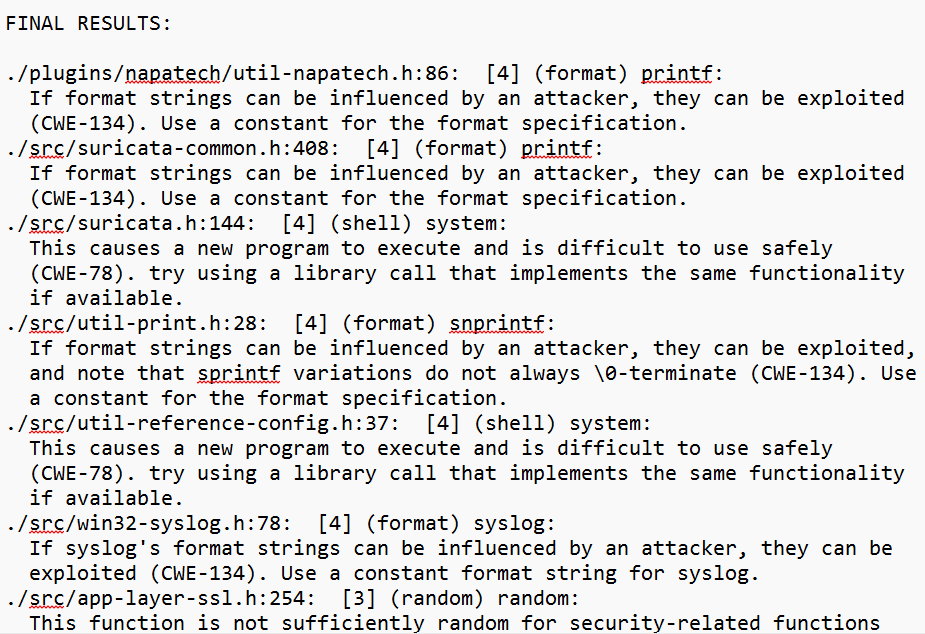 FINAL RESULTS:
./plugins/napatech/util-napatech.h:86:  [4] (format) printf:
If format strings can be influenced by an attacker, they can be exploited
(CWE-134). Use a constant for the format specification.
./src/suricata-common.h:408:  [4] (format) printf:
If format strings can be influenced by an attacker, they can be exploited
(CWE-134). Use a constant for the format specification.
./src/suricata.h:144:  [4] (shell) system:
This causes a new program to execute and is difficult to use safely
(CWE-78). try using a library call that implements the same functionality
if available.
./src/util-print.h:28:  [4] (format) snprintf:
If format strings can be influenced by an attacker, they can be exploited,
and note that sprintf variations do not always \0-terminate (CWE-134). Use
a constant for the format specification.
./src/util-reference-config.h:37:  [4] (shell) system:
This causes a new program to execute and is difficult to use safely
(CWE-78). try using a library call that implements the same functionality
if available.
./src/win32-syslog.h:78:  [4] (format) syslog:
If syslog's format strings can be influenced by an attacker, they can be
exploited (CWE-134). Use a constant format string for syslog.
./src/app-layer-ssl.h:254:  [3] (random) random:
This function is not sufficiently random for security-related functions